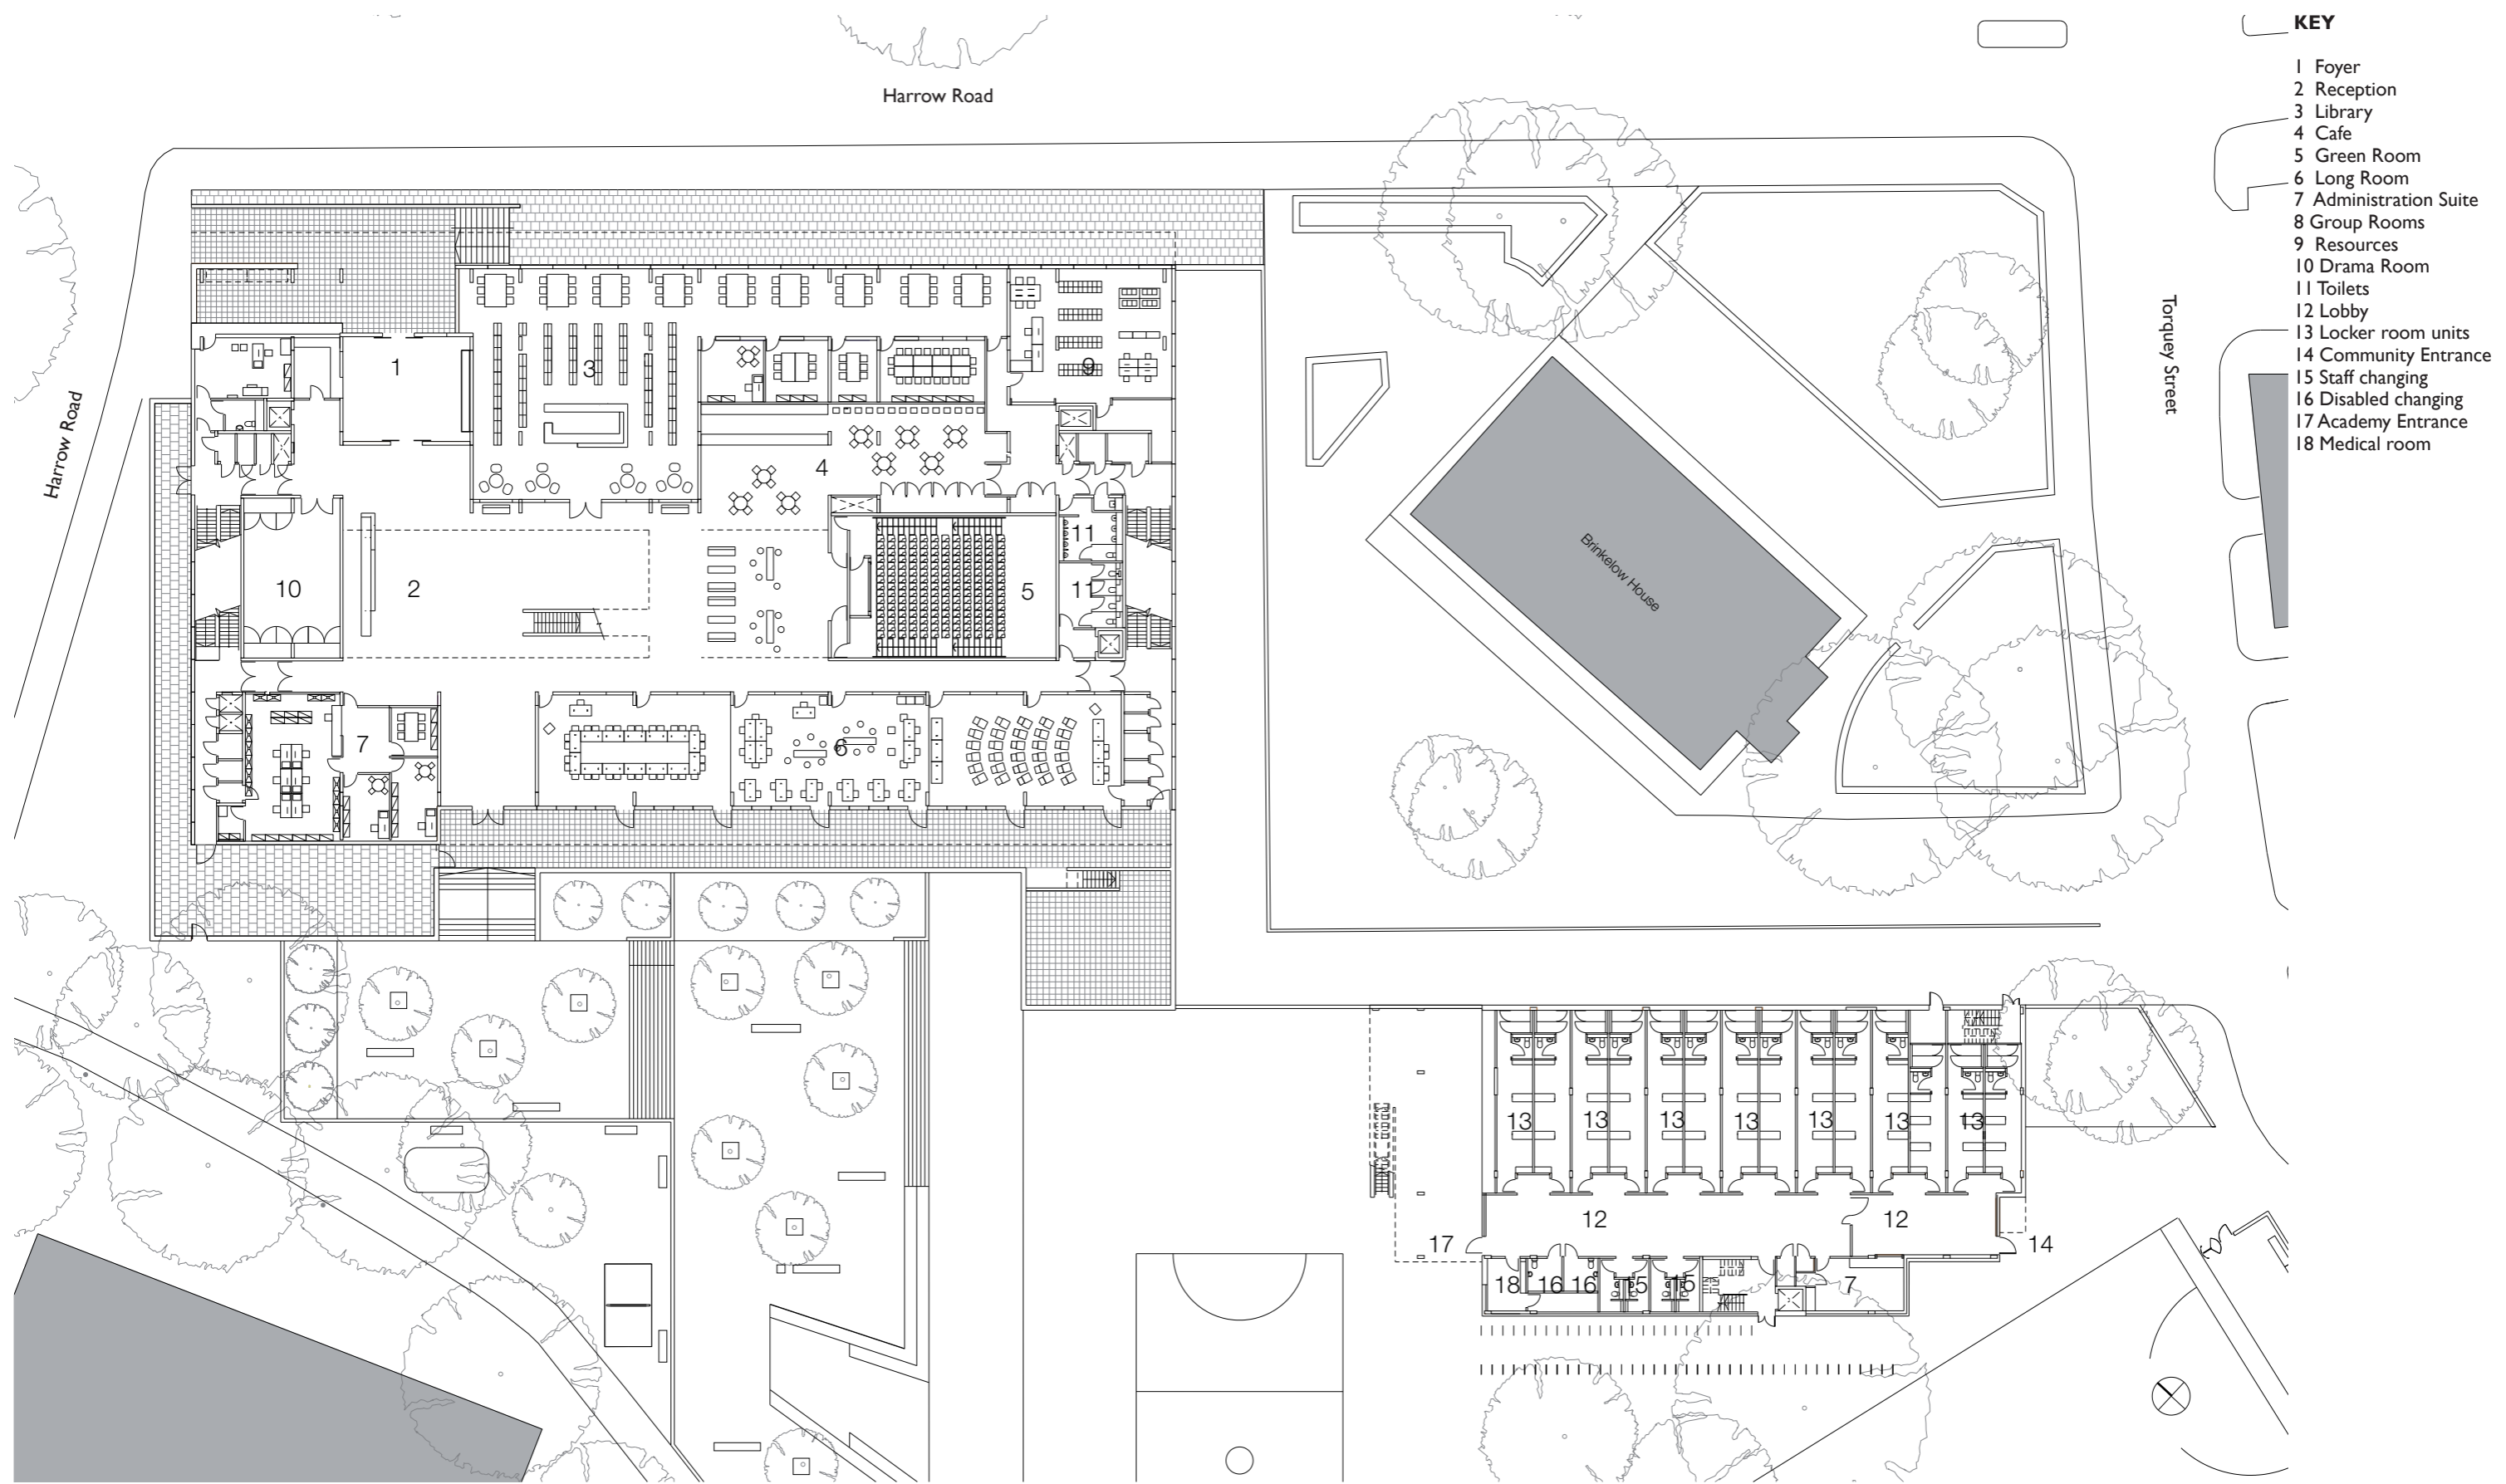 Harrow Road
KEY
1 Foyer
2 Reception
3 Library
4 Cafe
5 Green Room
6 Long Room
7 Administration Suite
8 Group Rooms
9 Resources
10 Drama Room
11 Toilets
12 Lobby
13 Locker room units
14 Community Entrance
15 Staff changing
16 Disabled changing
17 Academy Entrance
18 Medical room
Harrow Road
Torquey Street
Brinkelow House
1
3
9
4
11
10
2
5
11
7
6
13
13
13
13
13
13
13
12
12
17
14
18
16
16
15
15
7